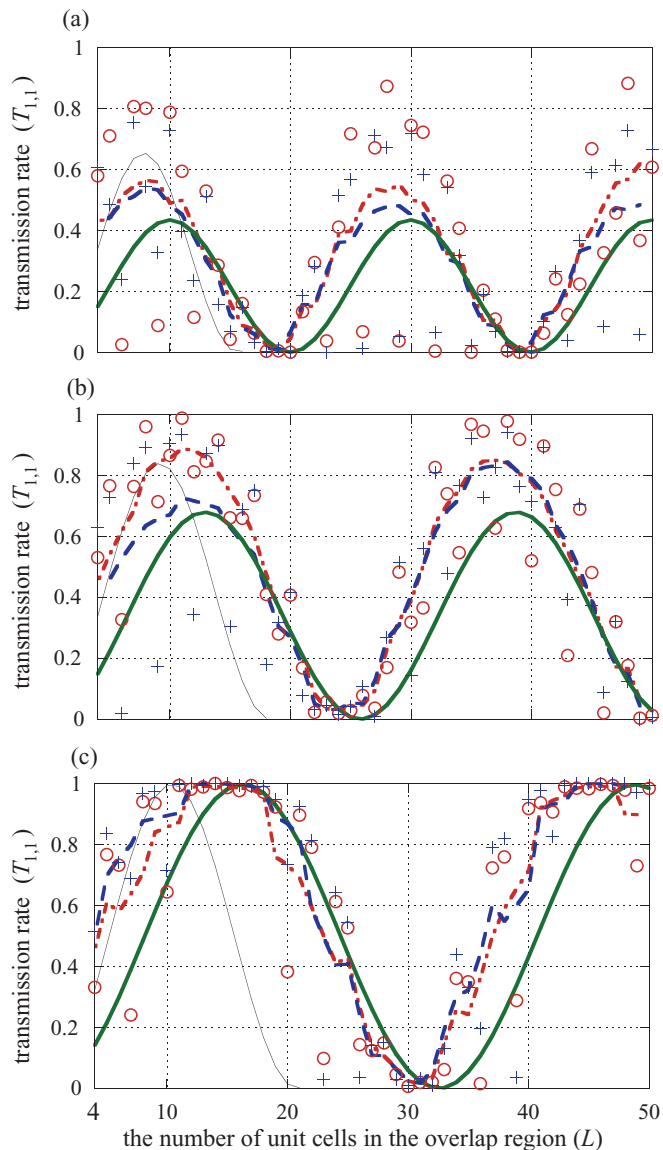 (a)
1
0.8
0.6
0.4
0.2
0
transmission rate (T1,1)
(b)
1
0.8
0.6
0.4
0.2
0
transmission rate (T1,1)
(c)
1
0.8
0.6
0.4
0.2
0
transmission rate (T1,1)
4 10 20 30 40 50
the number of unit cells in the overlap region (L)